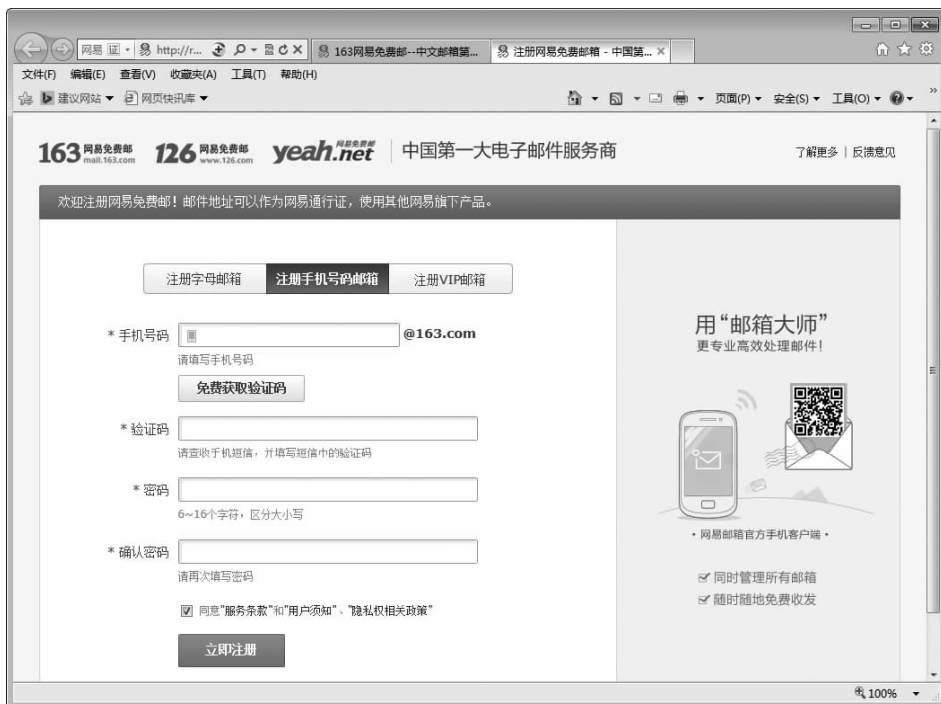 网易 证 http://r...
163网易免费邮--中文邮箱第...
注册网易免费邮箱 - 中国第... ×
文件(F) 编辑(E) 查看(V) 收藏夹(A) 工具(T) 帮助(H)
建议网站 网页快讯库
页面(P) 安全(S) 工具(O)
163 网易免费邮 mail.163.com
126 网易免费邮 www.126.com
yeah.net 网易免费邮
中国第一大电子邮件服务商
了解更多 | 反馈意见
欢迎注册网易免费邮！邮件地址可以作为网易通行证，使用其他网易旗下产品。
注册字母邮箱 注册手机号码邮箱 注册VIP邮箱
* 手机号码 @163.com
请填写手机号码
免费获取验证码
* 验证码
请查收手机短信，并填写短信中的验证码
* 密码
6~16个字符，区分大小写
* 确认密码
请再次填写密码
同意"服务条款"和"用户须知"、"隐私权相关政策"
立即注册
用“邮箱大师”
更专业高效处理邮件！
• 网易邮箱官方手机客户端 •
同时管理所有邮箱
随时随地免费收发
100%